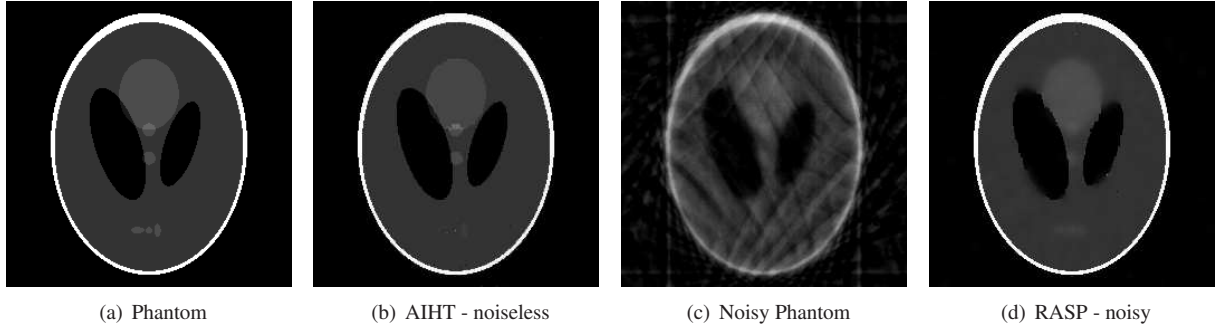 (a) Phantom
(b) AIHT - noiseless
(c) Noisy Phantom
(d) RASP - noisy